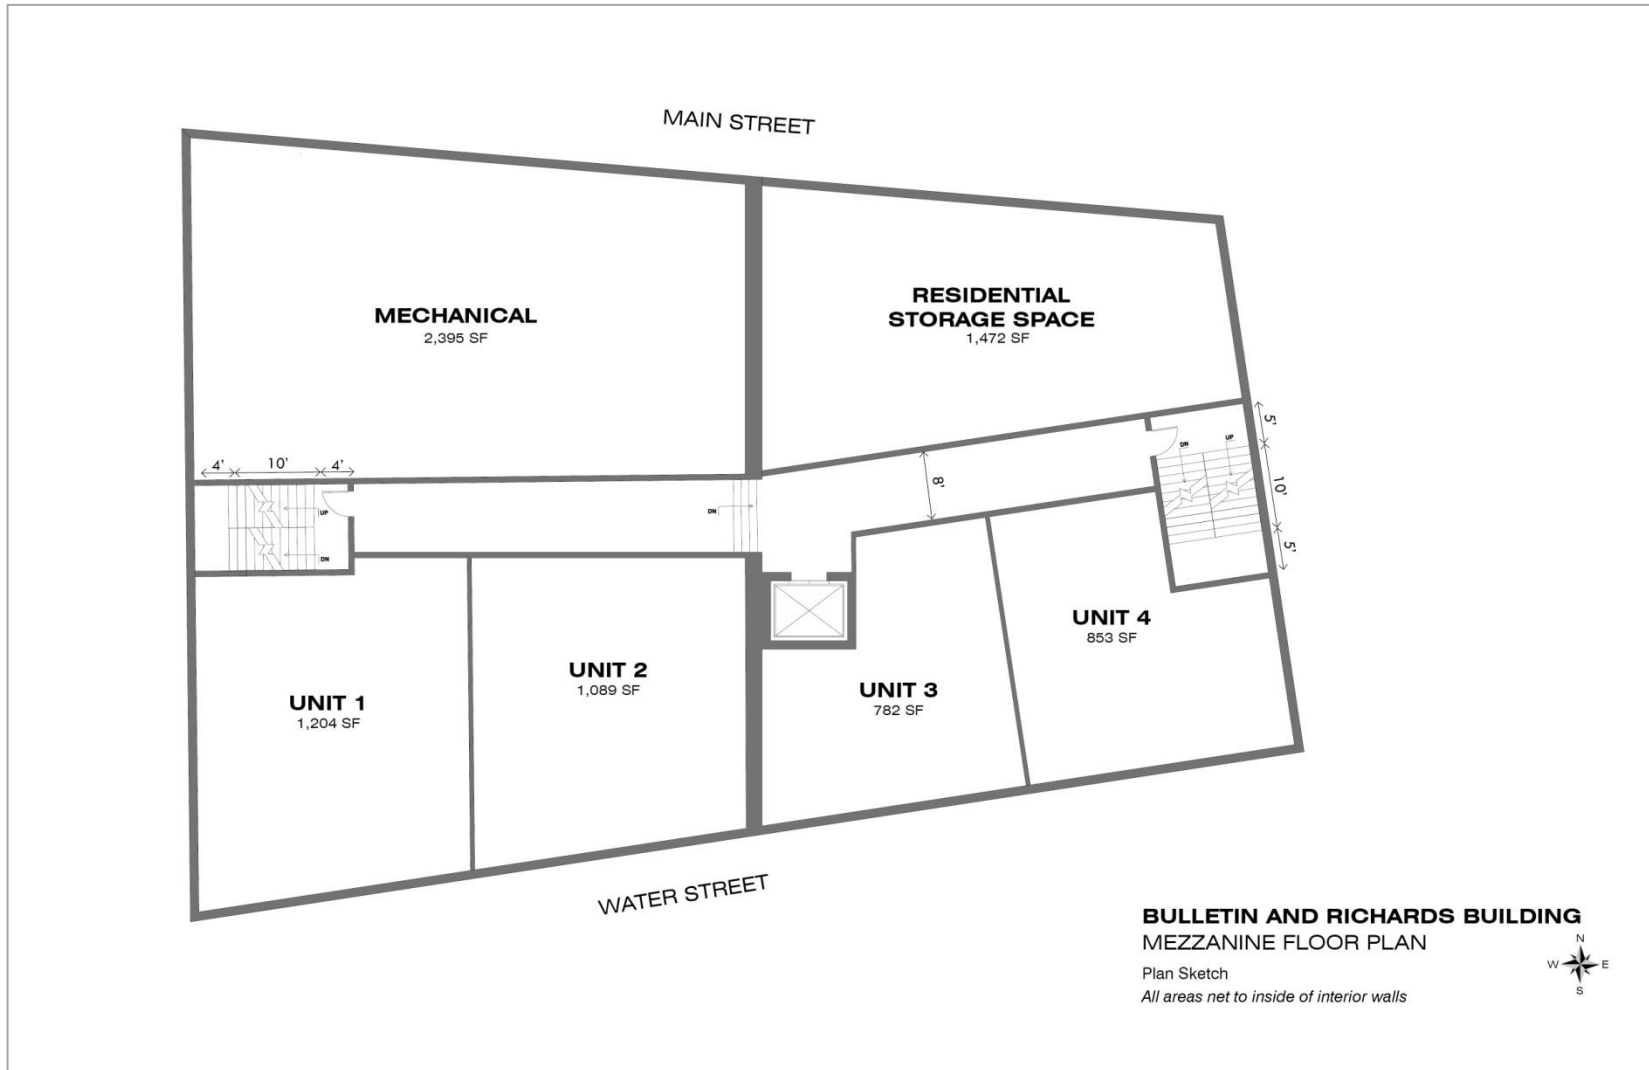 MAIN STREET
MECHANICAL
2,395 SF
RESIDENTIAL
STORAGE SPACE
1,472 SF
4'
10'
4'
UP
DN
DN
8'
DN
UP
5'
10'
5'
UNIT 1
1,204 SF
UNIT 2
1,089 SF
UNIT 3
782 SF
UNIT 4
853 SF
WATER STREET
BULLETIN AND RICHARDS BUILDING
MEZZANINE FLOOR PLAN
Plan Sketch
All areas net to inside of interior walls
N
W
E
S